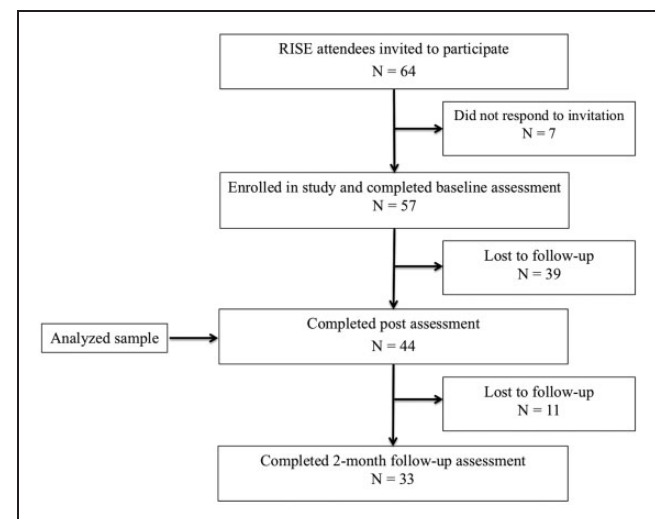 RISE attendees invited to participate
N = 64
Did not respond to invitation
N = 7
Enrolled in study and completed baseline assessment
N = 57
Lost to follow-up
N = 39
Completed post assessment
N = 44
Analyzed sample
Lost to follow-up
N = 11
Completed 2-month follow-up assessment
N = 33